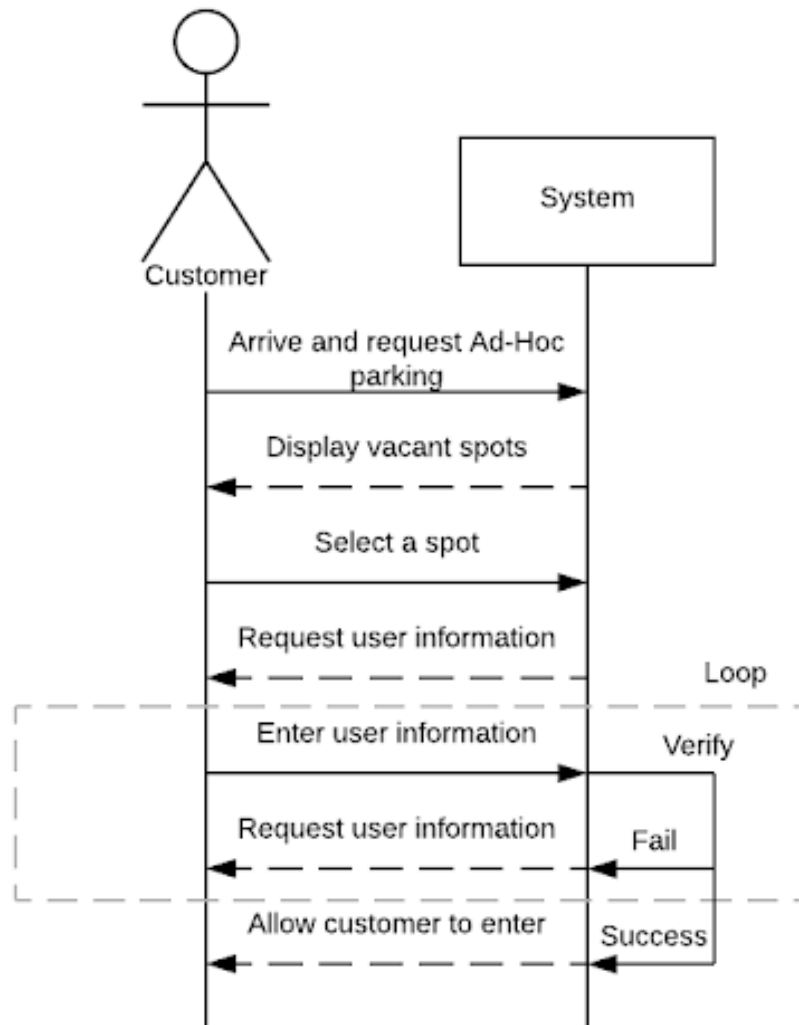 System
Customer
Arrive and request Ad-Hoc
parking
Display vacant spots
Select a spot
Request user information
Loop
Enter user information
Verify
Request user information
Fail
Allow customer to enter
Success